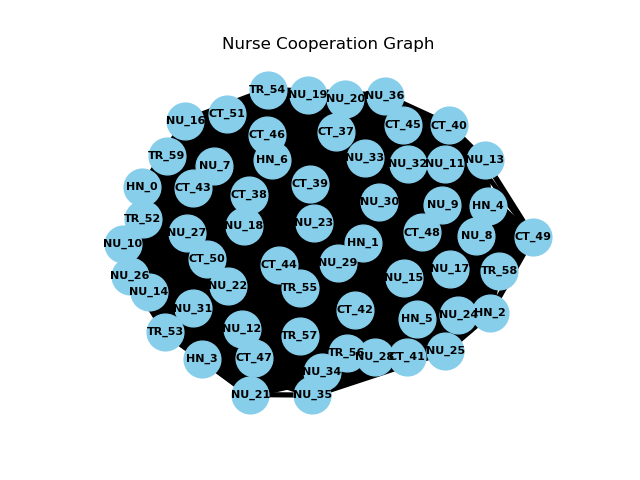 Nurse Cooperation Graph
TR_54
NU_19
NU_20
NU_36
CT_51
NU_16
CT_46
CT_37
CT_45
CT_40
TR_59
NU_7
HN_6
NU_33
NU_32
NU_11
NU_13
HN_0
CT_43
CT_38
CT_39
NU_30
NU_9
HN_4
TR_52
NU_27
NU_18
NU_23
CT_48
NU_8
CT_49
NU_10
HN_1
CT_50
CT_44
NU_29
NU_17
TR_58
NU_26
NU_14
NU_22
TR_55
NU_15
NU_31
CT_42
HN_5
NU_24
HN_2
TR_53
NU_12
TR_57
HN_3
CT_47
TR_56
NU_28
CT_41
NU_25
NU_34
NU_21
NU_35